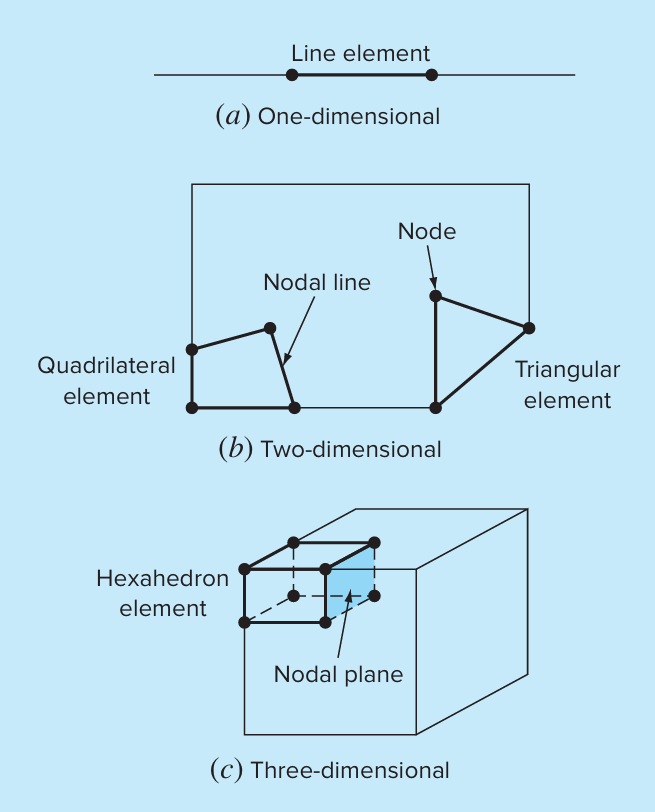 Line element
(a) One-dimensional
Node
Nodal line
Quadrilateral
element
Triangular
element
(b) Two-dimensional
Hexahedron
element
Nodal plane
(c) Three-dimensional